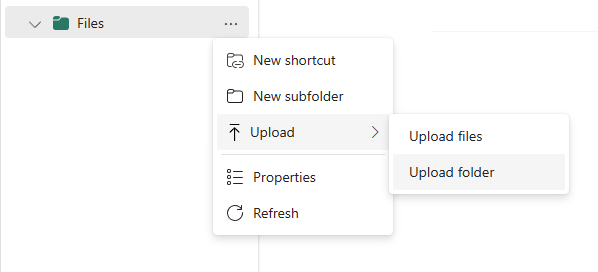 Files
New shortcut
New subfolder
Upload
Upload files
Upload folder
Properties
Refresh